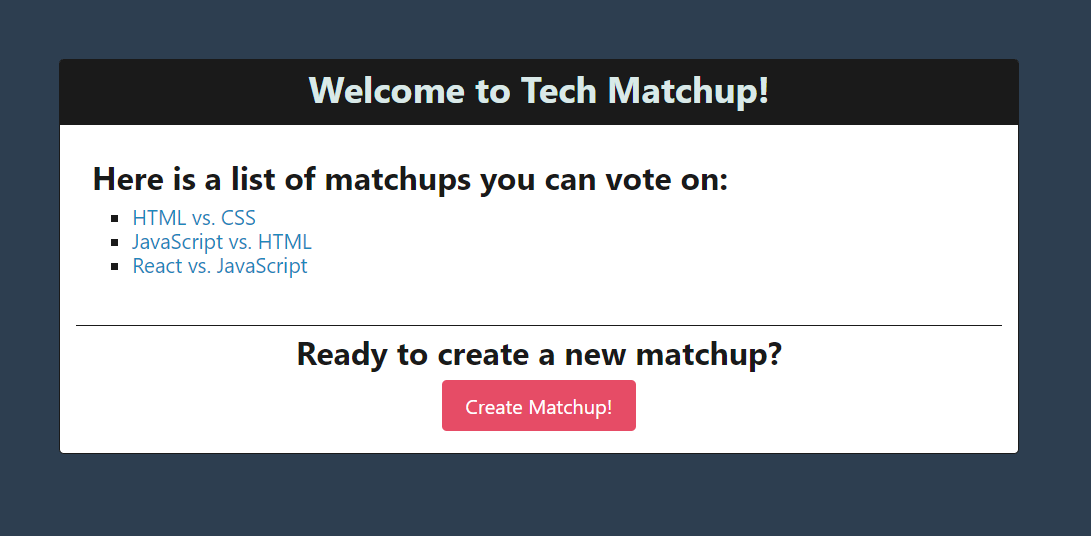 Welcome to Tech Matchup!
Here is a list of matchups you can vote on:
HTML vs. CSS
JavaScript vs. HTML
React vs. JavaScript
Ready to create a new matchup?
Create Matchup!